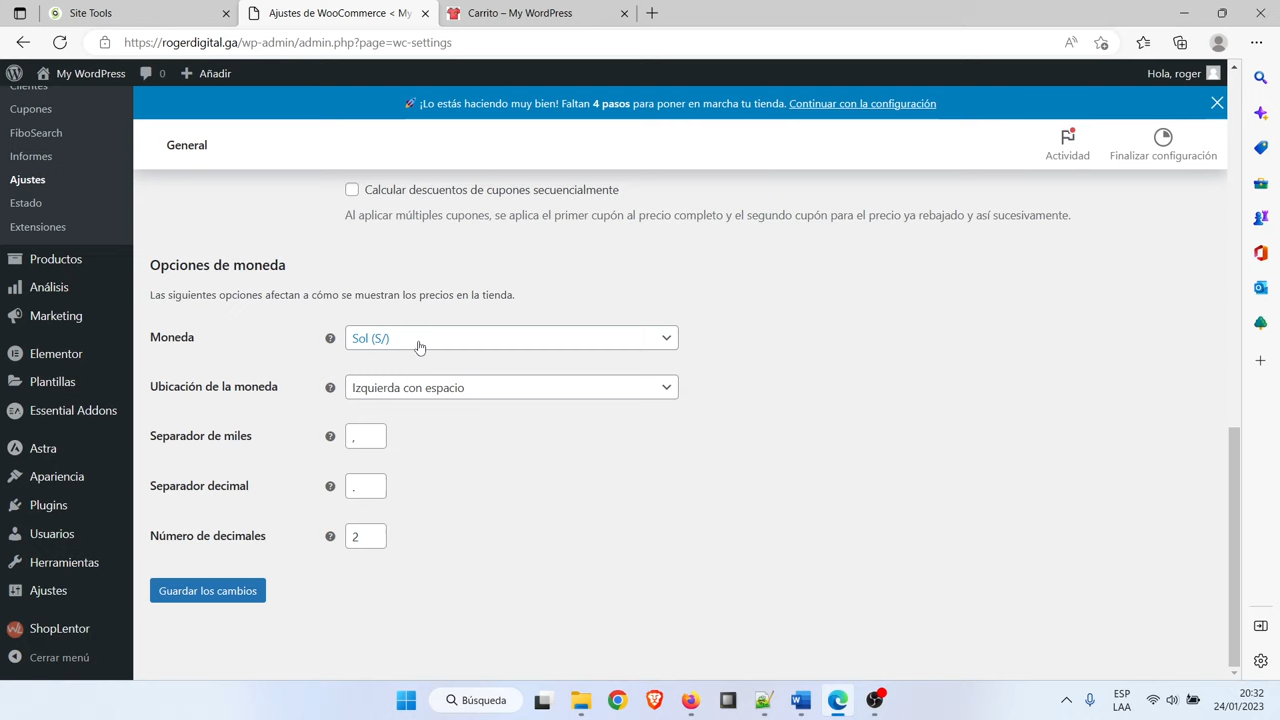 Site Tools
Ajustes de WooCommerce < My
Carrito – My WordPress
https://rogerdigital.ga/wp-admin/admin.php?page=wc-settings
My WordPress
0
Añadir
Hola, roger
Clientes
Cupones
FiboSearch
Informes
Ajustes
Estado
Extensiones
Productos
Análisis
Marketing
Elementor
Plantillas
Essential Addons
Astra
Apariencia
Plugins
Usuarios
Herramientas
Ajustes
ShopLentor
Cerrar menú
🚀 ¡Lo estás haciendo muy bien! Faltan 4 pasos para poner en marcha tu tienda. Continuar con la configuración
General
Actividad
Finalizar configuración
Calcular descuentos de cupones secuencialmente
Al aplicar múltiples cupones, se aplica el primer cupón al precio completo y el segundo cupón para el precio ya rebajado y así sucesivamente.
Opciones de moneda
Las siguientes opciones afectan a cómo se muestran los precios en la tienda.
Moneda
Sol (S/)
Ubicación de la moneda
Izquierda con espacio
Separador de miles
,
Separador decimal
.
Número de decimales
2
Guardar los cambios
Búsqueda
ESP
LAA
20:32
24/01/2023